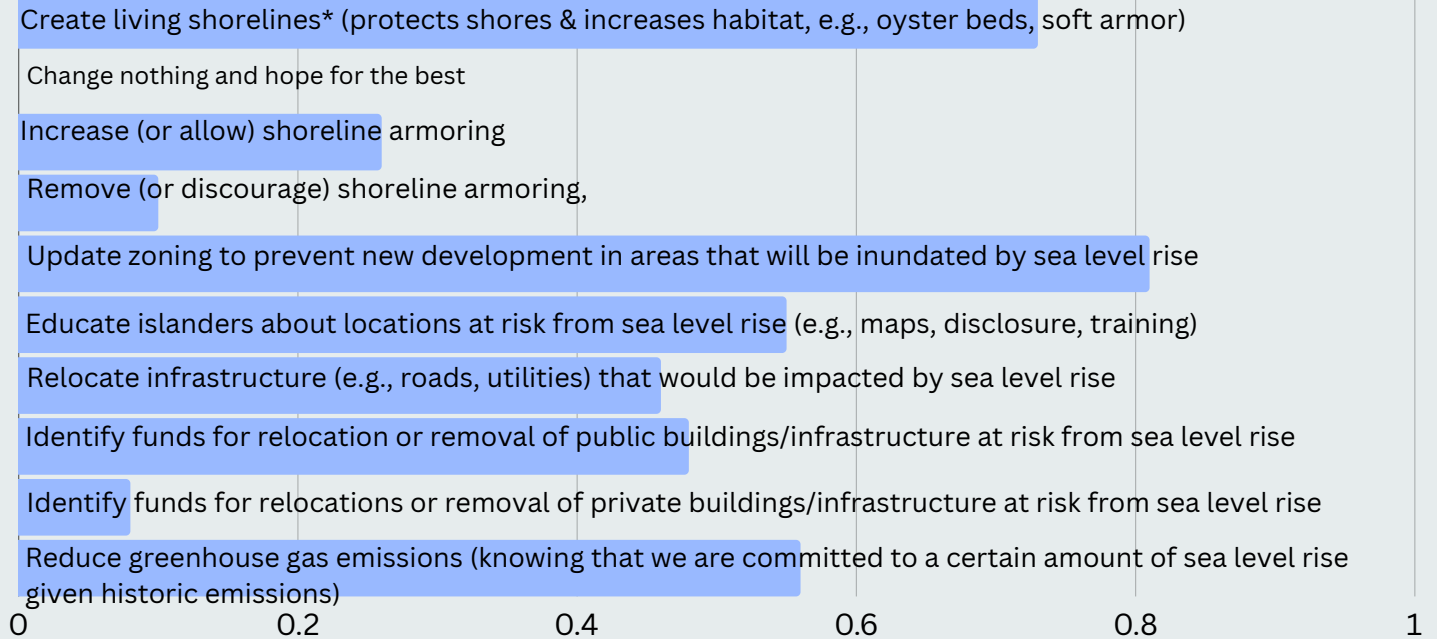 Create living shorelines* (protects shores & increases habitat, e.g., oyster beds, soft armor)
Change nothing and hope for the best
Increase (or allow) shoreline armoring
Remove (or discourage) shoreline armoring,
Update zoning to prevent new development in areas that will be inundated by sea level rise
Educate islanders about locations at risk from sea level rise (e.g., maps, disclosure, training)
Relocate infrastructure (e.g., roads, utilities) that would be impacted by sea level rise
Identify funds for relocation or removal of public buildings/infrastructure at risk from sea level rise
Identify funds for relocations or removal of private buildings/infrastructure at risk from sea level rise
Reduce greenhouse gas emissions (knowing that we are committed to a certain amount of sea level rise
given historic emissions)
0 0.2 0.4 0.6 0.8 1